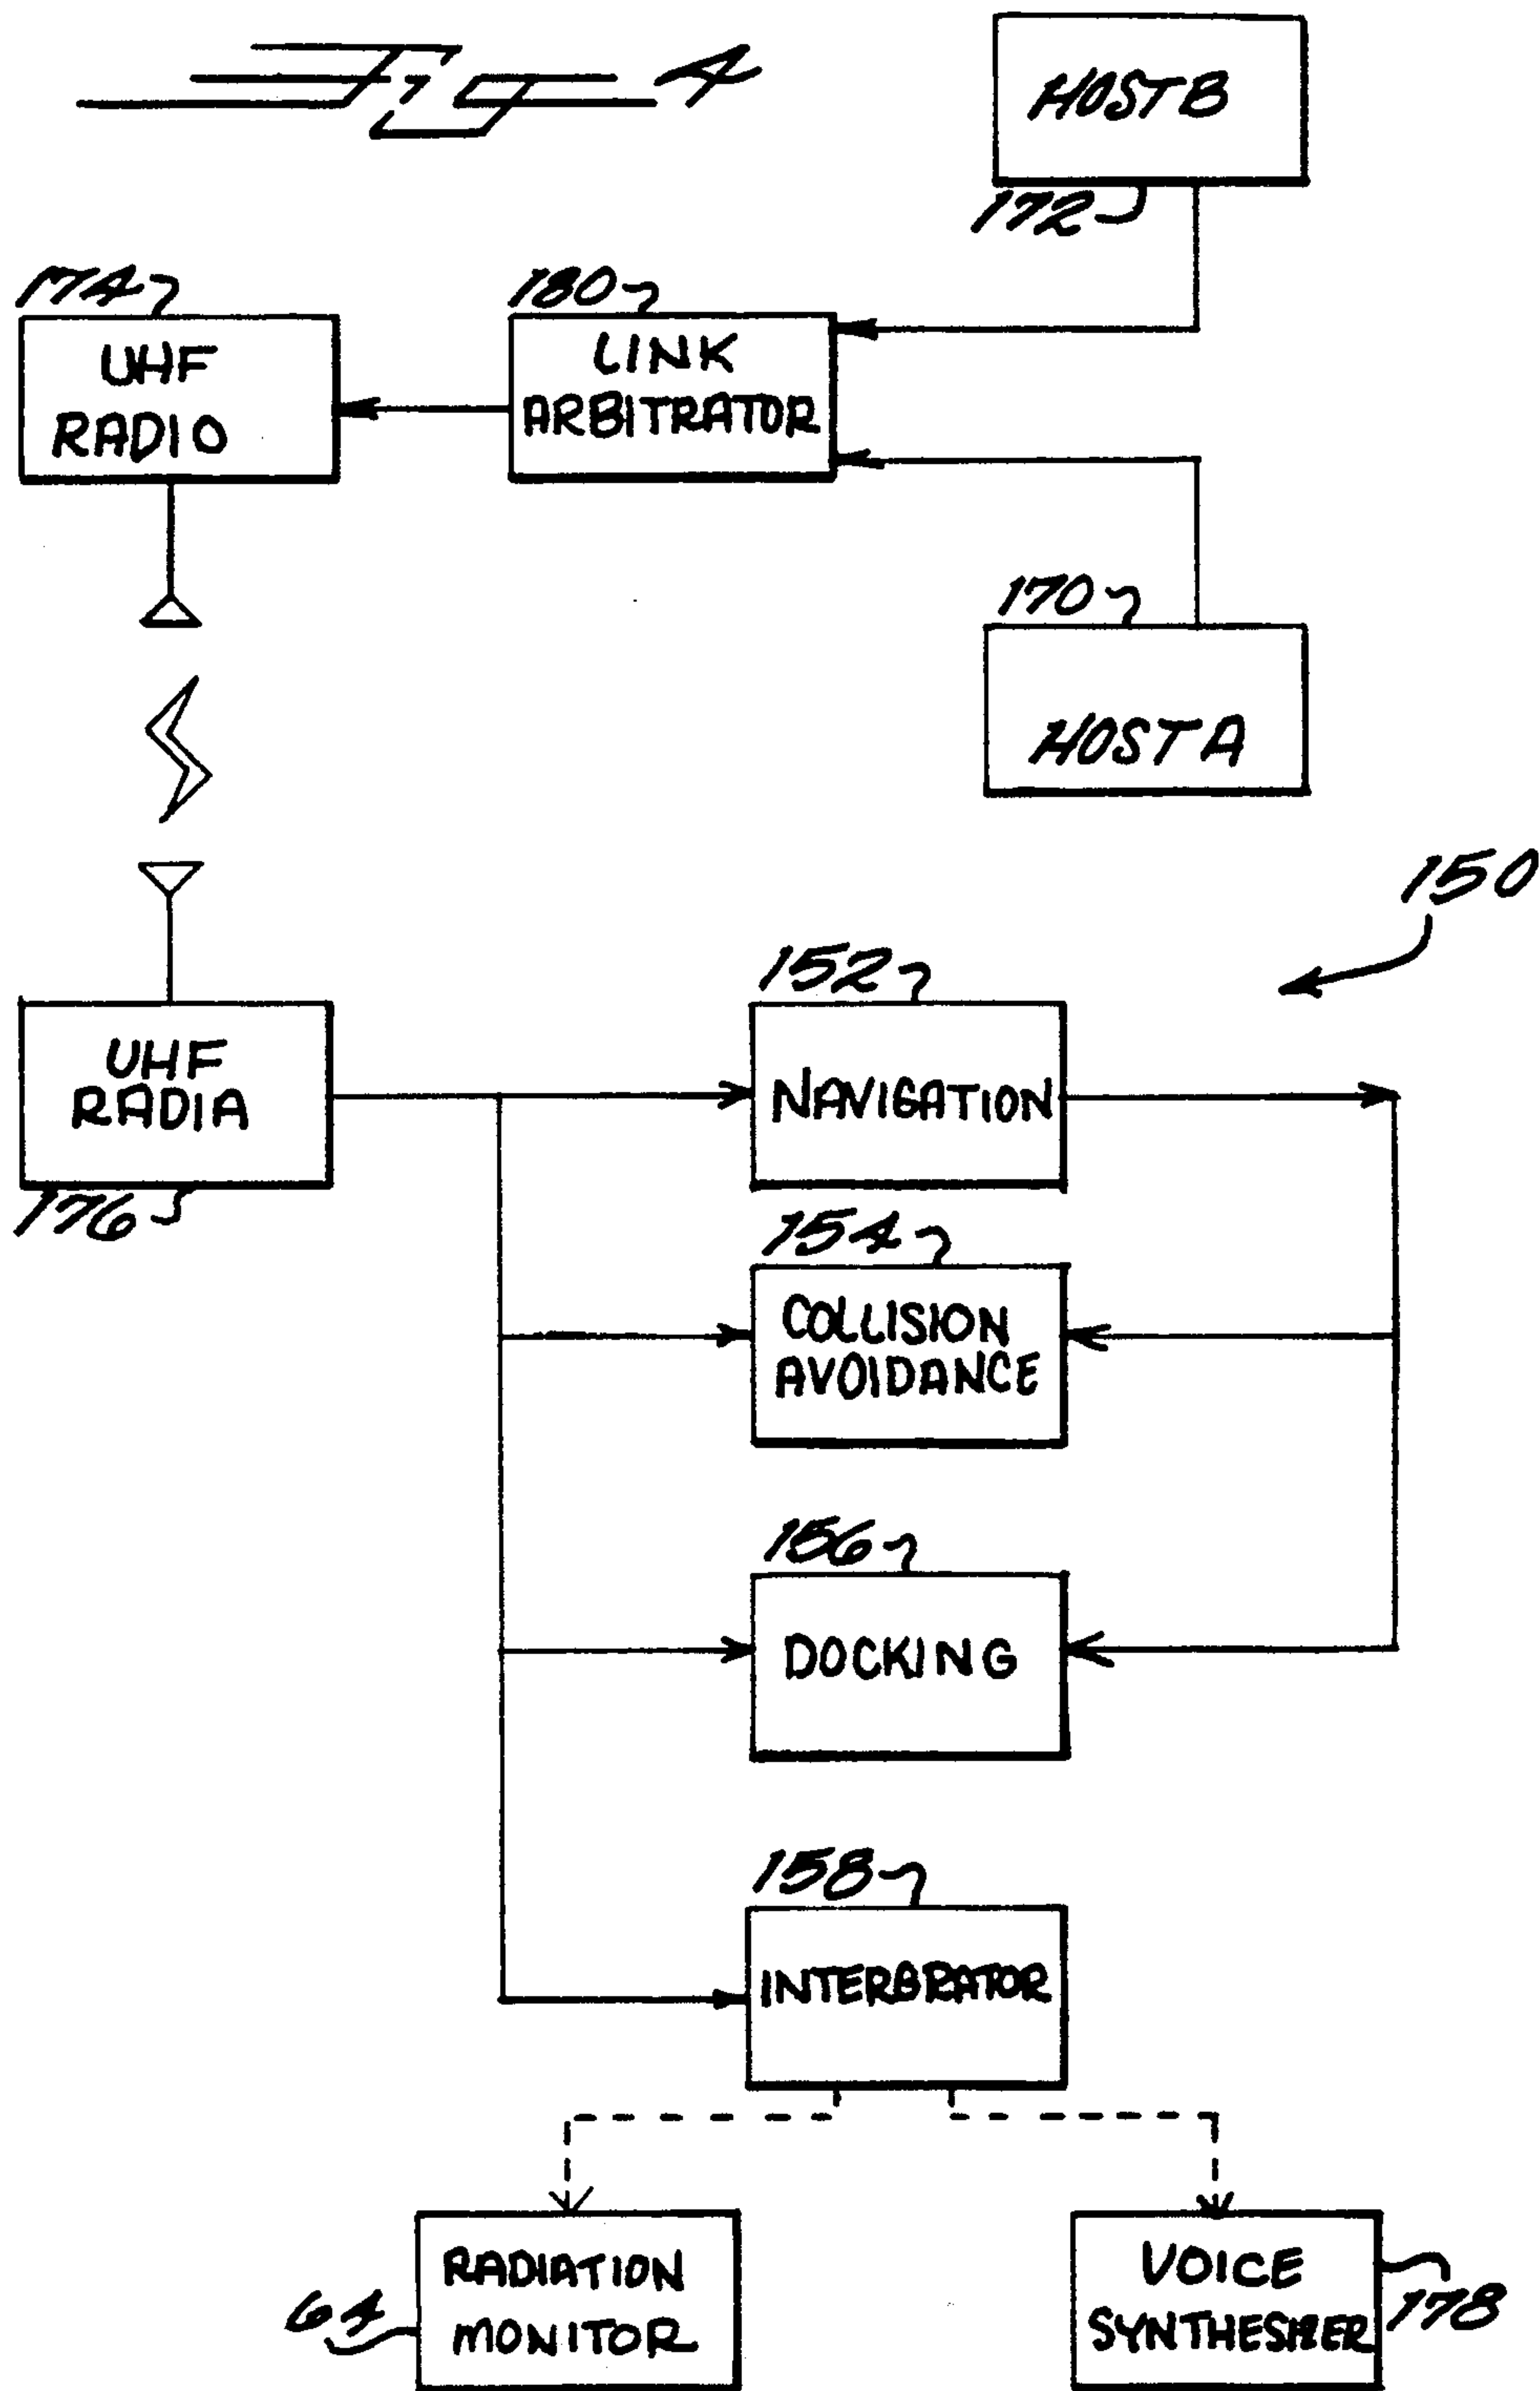 Fig 4
HOST B
172
174
180
UHF
RADIO
LINK
ARBITRATOR
170
HOST A
150
152
UHF
RADIA
NAVIGATION
176
154
COLLISION
AVOIDANCE
156
DOCKING
158
INTERGRATOR
RADIATION
MONITOR
64
VOICE
SYNTHESIZER
178